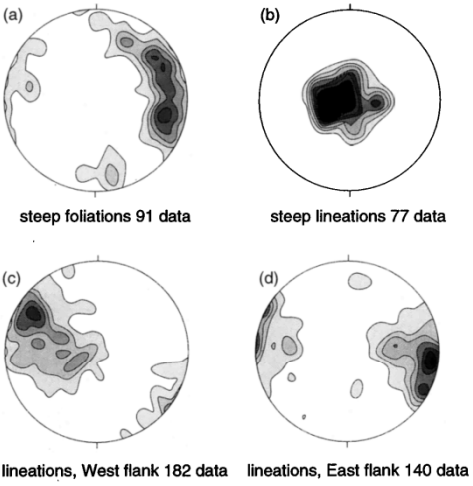 (a)
(b)
steep foliations 91 data
steep lineations 77 data
(c)
(d)
lineations, West flank 182 data
lineations, East flank 140 data